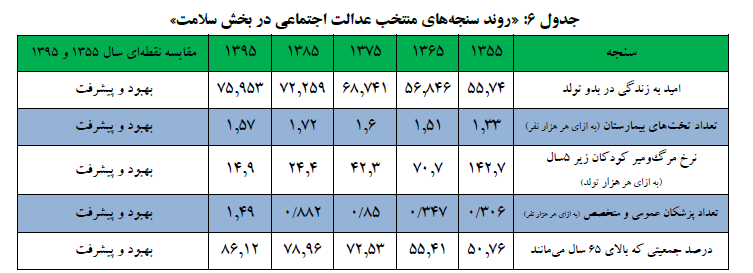 جدول ۶: «روند سنجه‌های منتخب عدالت اجتماعی در بخش سلامت»
سنجه ۱۳۵۵ ۱۳۶۵ ۱۳۷۵ ۱۳۸۵ ۱۳۹۵ مقایسه نقطه‌ای سال ۱۳۵۵ و ۱۳۹۵
امید به زندگی در بدو تولد ۵۵,۷۴ ۵۶,۸۴۶ ۶۸,۷۴۱ ۷۲,۲۵۹ ۷۵,۹۵۳ بهبود و پیشرفت
تعداد تخت‌های بیمارستان (به ازای هر هزار نفر) ۱,۳۳ ۱,۵۱ ۱,۶ ۱,۷۲ ۱,۵۷ بهبود و پیشرفت
نرخ مرگ‌ومیر کودکان زیر ۵سال ۱۴۲,۷ ۷۰,۷ ۴۲,۳ ۲۴,۴ ۱۴,۹ بهبود و پیشرفت
(به ازای هر هزار تولد)
تعداد پزشکان عمومی و متخصص (به ازای هر هزار نفر) ۰/۳۰۶ ۰/۳۴۷ ۰/۸۵ ۰/۸۸۲ ۱,۴۹ بهبود و پیشرفت
درصد جمعیتی که بالای ۶۵ سال می‌مانند ۵۰,۷۶ ۵۵,۴۱ ۷۲,۵۳ ۷۸,۹۶ ۸۶,۱۲ بهبود و پیشرفت